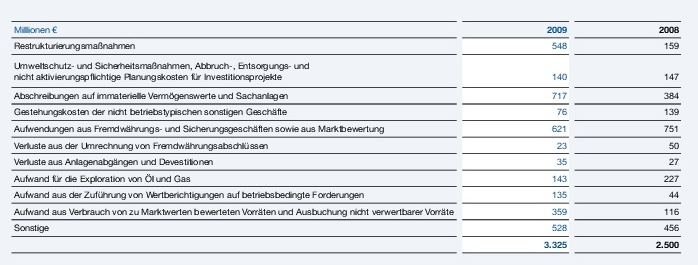 Millionen € 2009 2008
Restrukturierungsmaßnahmen 548 159
Umweltschutz- und Sicherheitsmaßnahmen, Abbruch-, Entsorgungs- und
nicht aktivierungspflichtige Planungskosten für Investitionsprojekte 140 147
Abschreibungen auf immaterielle Vermögenswerte und Sachanlagen 717 384
Gestehungskosten der nicht betriebstypischen sonstigen Geschäfte 76 139
Aufwendungen aus Fremdwährungs- und Sicherungsgeschäften sowie aus Marktbewertung 621 751
Verluste aus der Umrechnung von Fremdwährungsabschlüssen 23 50
Verluste aus Anlagenabgängen und Devestitionen 35 27
Aufwand für die Exploration von Öl und Gas 143 227
Aufwand aus der Zuführung von Wertberichtigungen auf betriebsbedingte Forderungen 135 44
Aufwand aus Verbrauch von zu Marktwerten bewerteten Vorräten und Ausbuchung nicht verwertbarer Vorräte 359 116
Sonstige 528 456
3.325 2.500